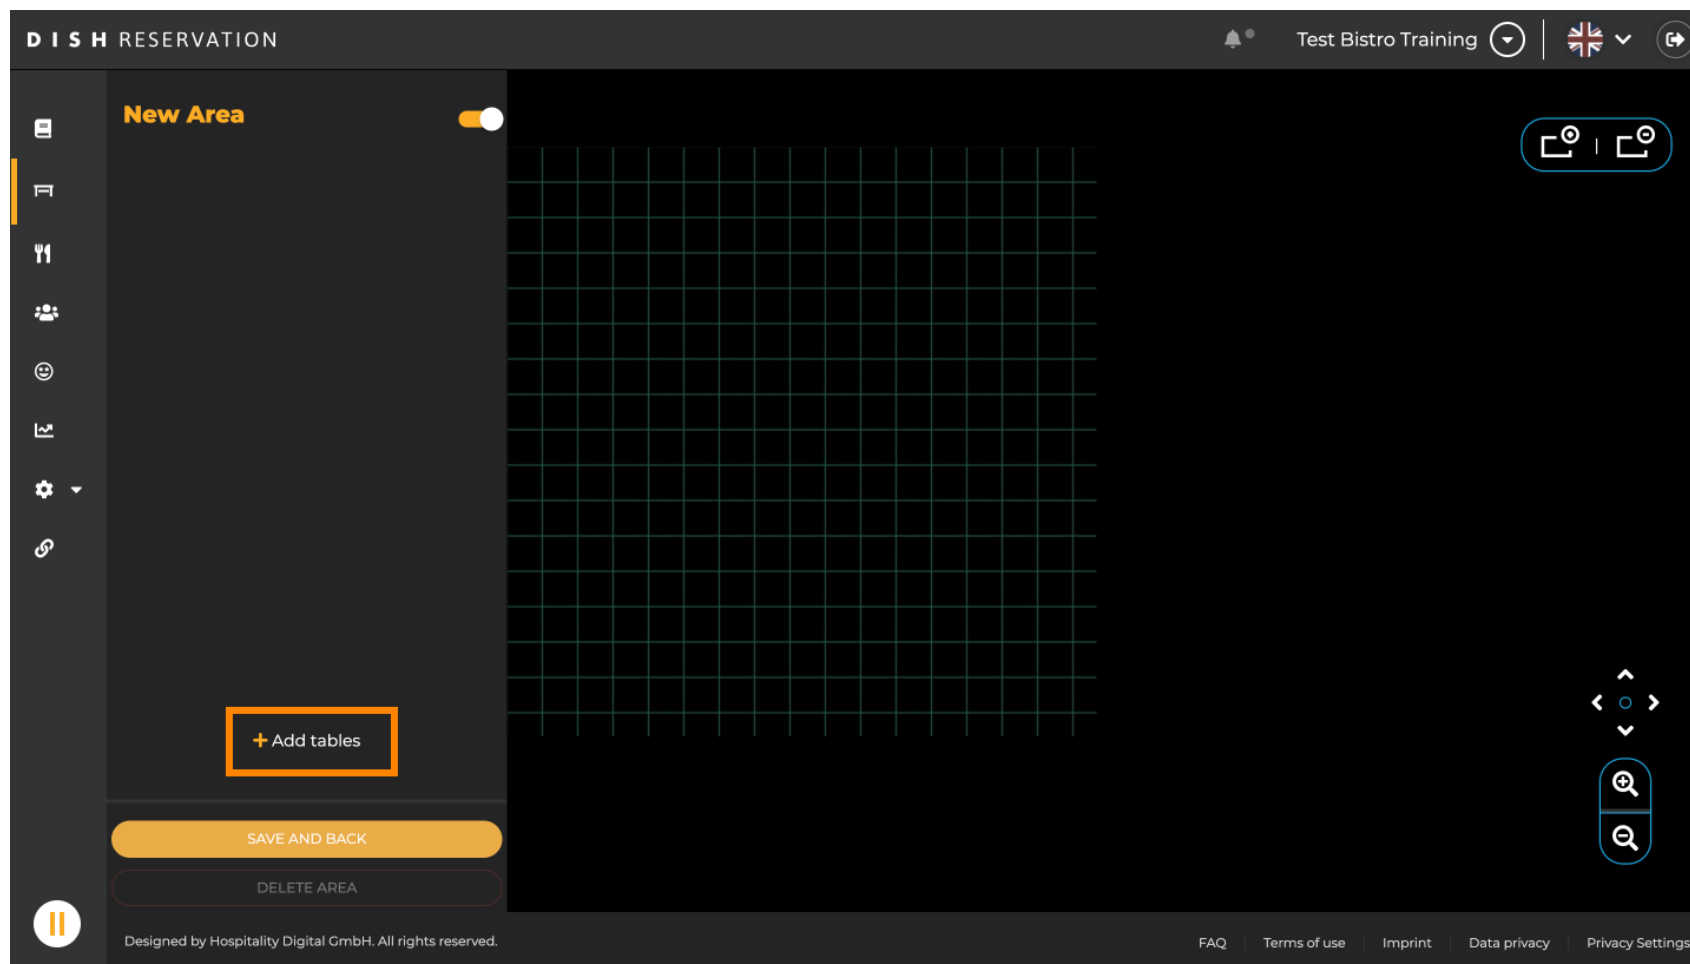 DISH RESERVATION
Test Bistro Training
New Area
+ Add tables
SAVE AND BACK
DELETE AREA
Designed by Hospitality Digital GmbH. All rights reserved.
FAQ
Terms of use
Imprint
Data privacy
Privacy Settings